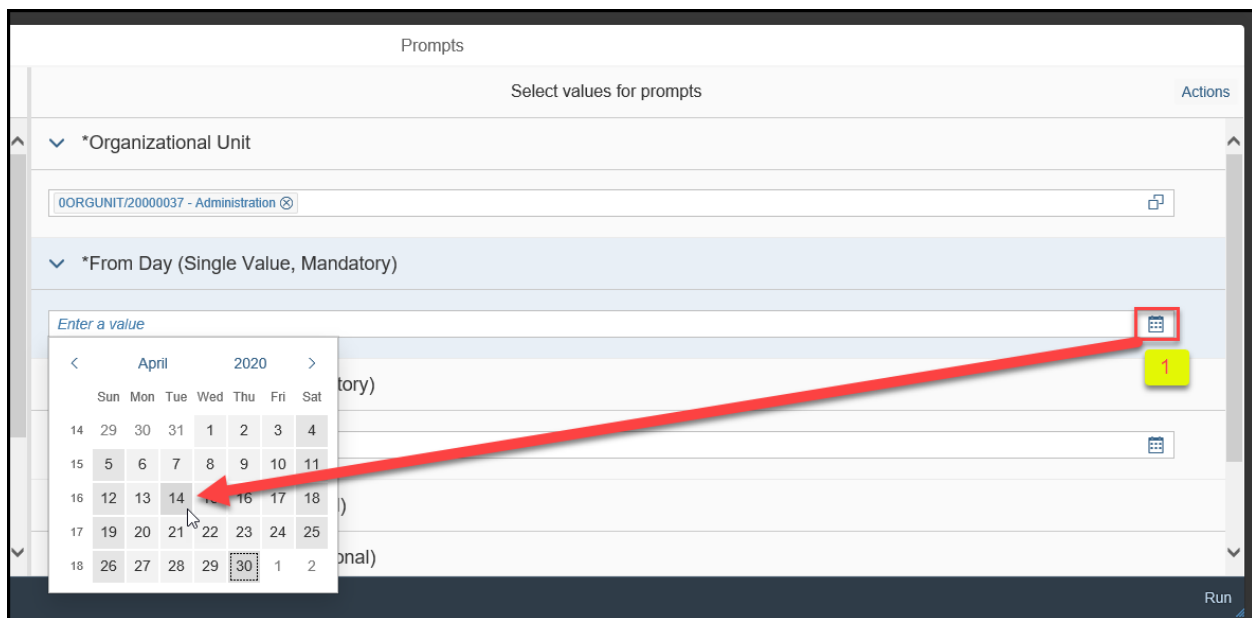 Prompts
Select values for prompts Actions
*Organizational Unit
0ORGUNIT/20000037 - Administration
*From Day (Single Value, Mandatory)
Enter a value
1
April 2020
Sun Mon Tue Wed Thu Fri Sat
14 29 30 31 1 2 3 4
15 5 6 7 8 9 10 11
16 12 13 14 16 17 18
17 19 20 21 22 23 24 25
18 26 27 28 29 30 1 2
tory)
l)
onal)
Run